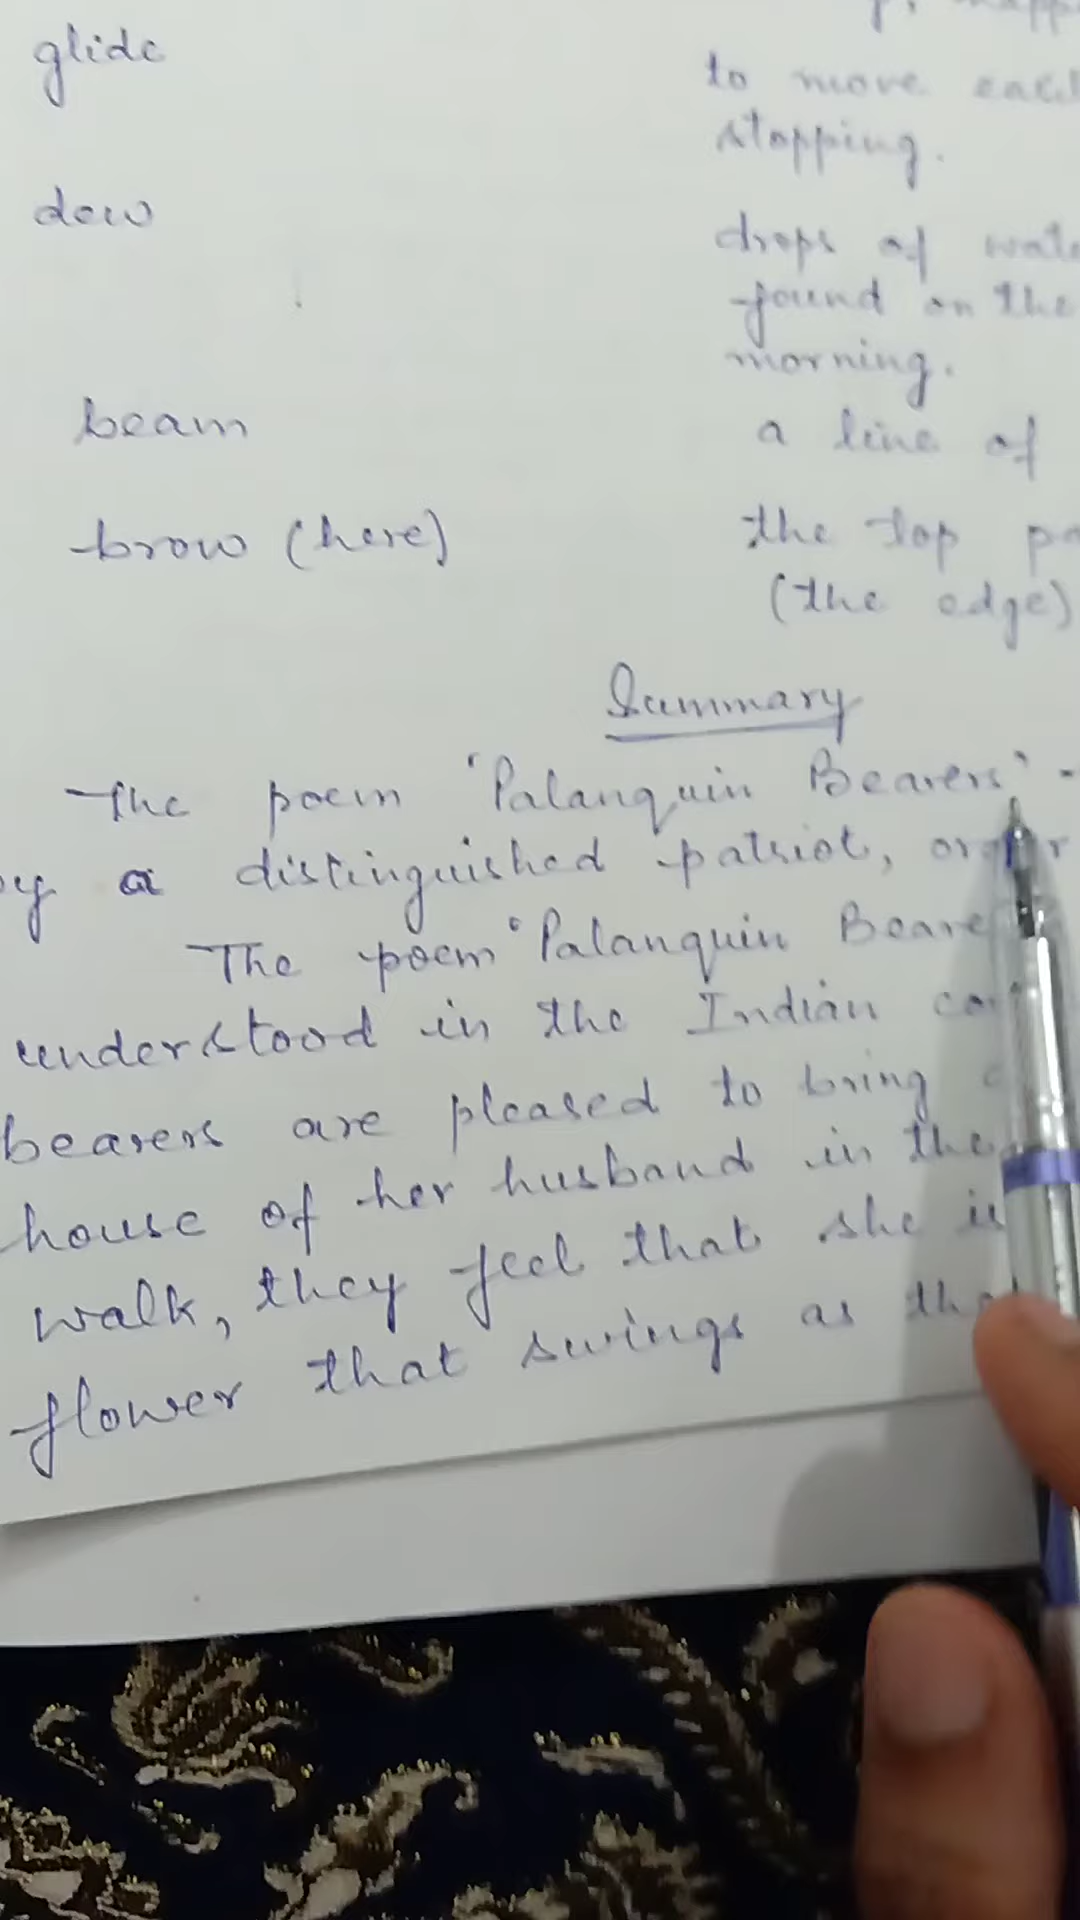 glide
to move
stopping.
dew
drops of
found on the
morning.
beam
a line of
brow (here)
the top
(the edge)
Summary
The poem 'Palanquin Bearers'
by a distinguished patriot,
The poem 'Palanquin
understood in the Indian
bearers are pleased to bring
house of her husband in the
walk, they feel that she is
flower that swings as